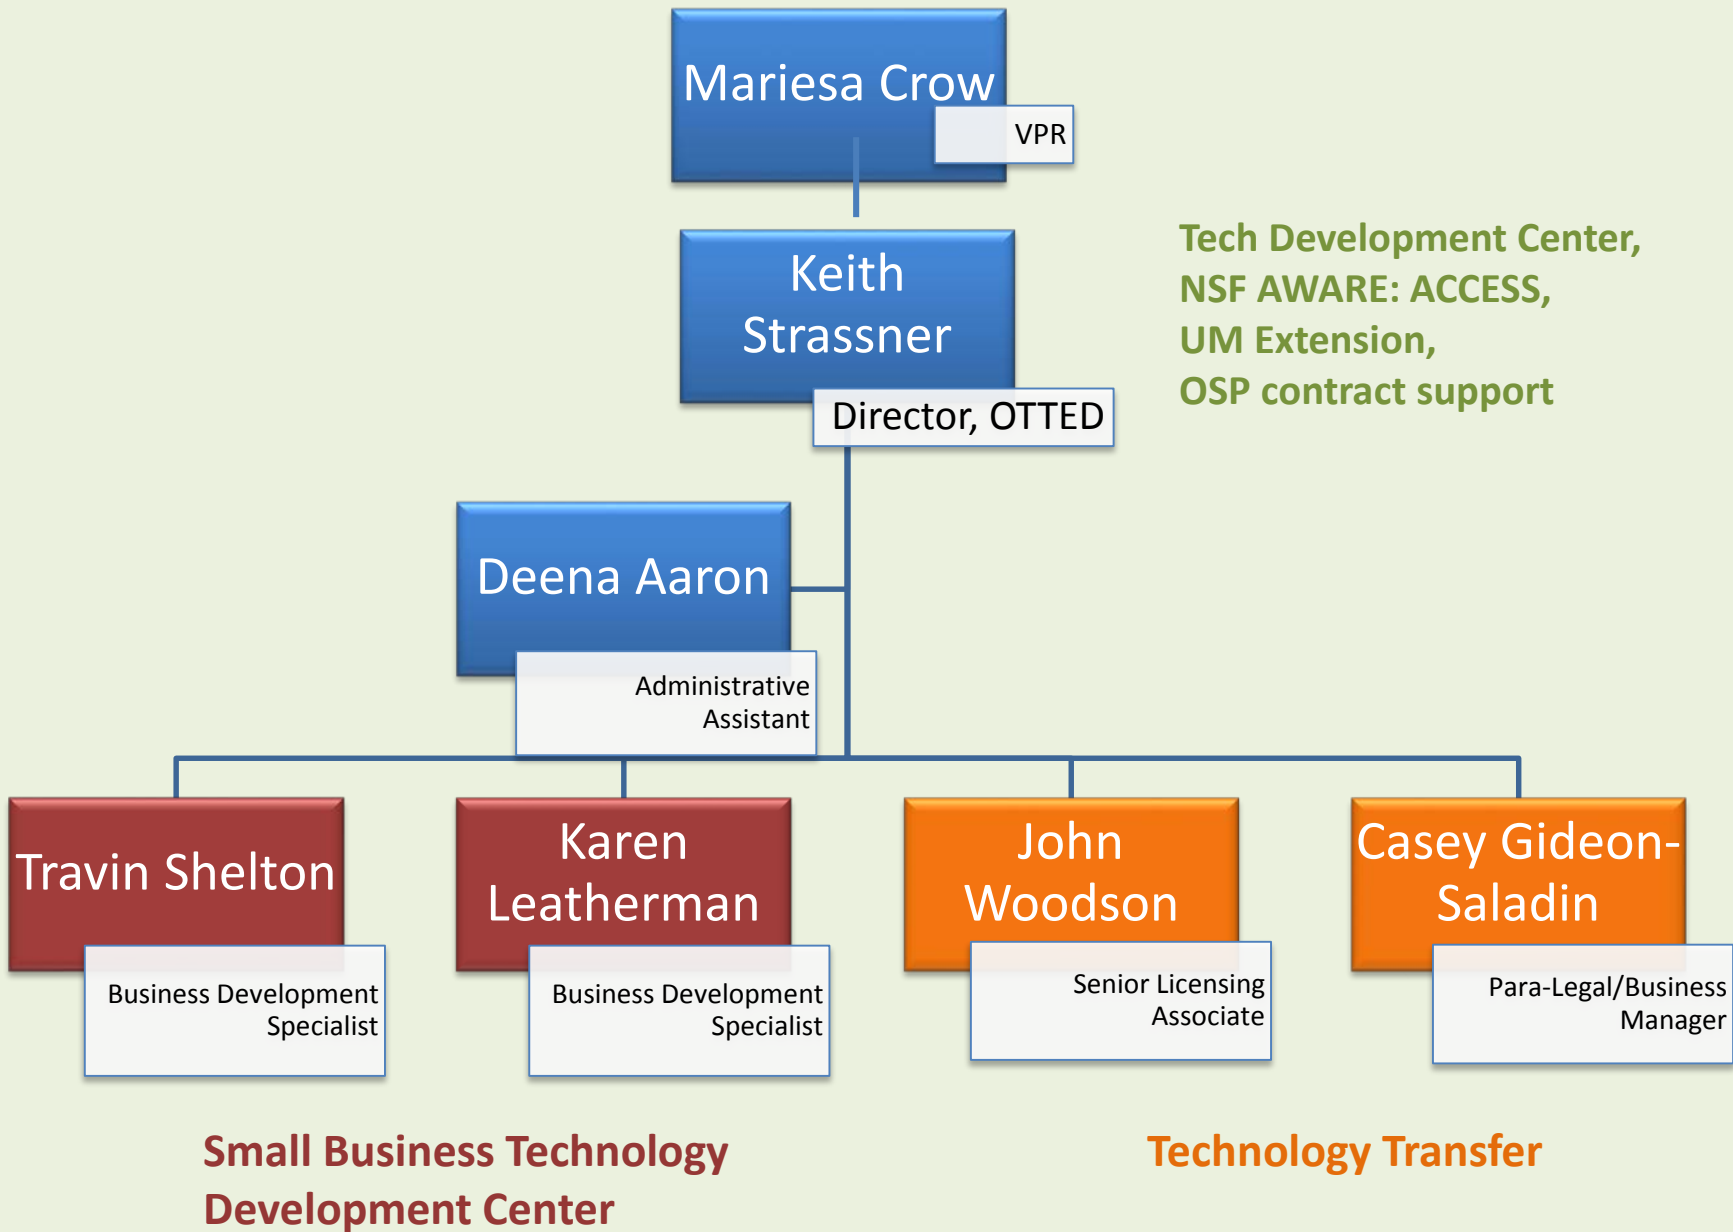 Mariesa Crow
VPR
Keith
Strassner
Director, OTTED
Tech Development Center,
NSF AWARE: ACCESS,
UM Extension,
OSP contract support
Deena Aaron
Administrative
Assistant
Travin Shelton
Business Development
Specialist
Karen
Leatherman
Business Development
Specialist
John
Woodson
Senior Licensing
Associate
Casey Gideon-
Saladin
Para-Legal/Business
Manager
Small Business Technology
Development Center
Technology Transfer